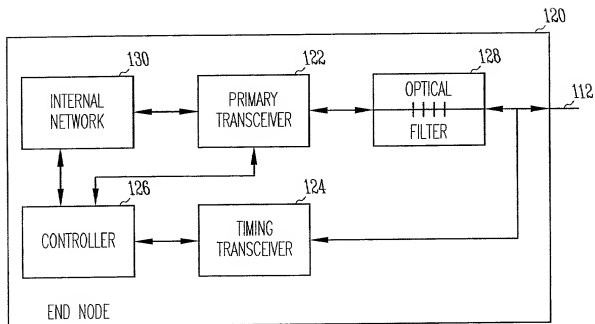 120
130
122
128
INTERNAL
NETWORK
PRIMARY
TRANSCEIVER
OPTICAL
FILTER
112
126
124
CONTROLLER
TIMING
TRANSCEIVER
END NODE